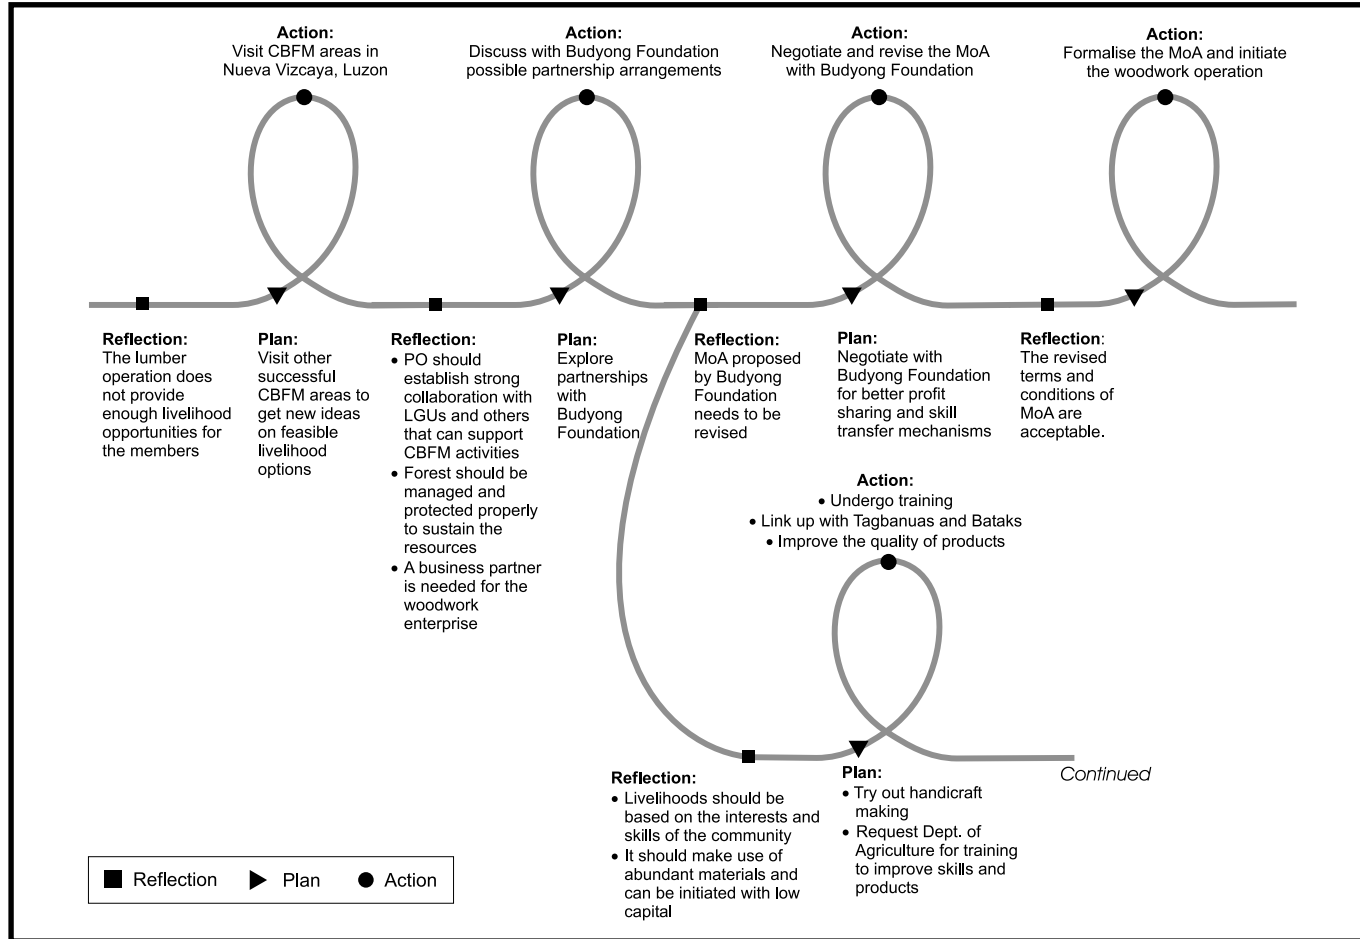 Action:
Visit CBFM areas in
Nueva Vizcaya, Luzon
Action:
Discuss with Budyong Foundation
possible partnership arrangements
Action:
Negotiate and revise the MoA
with Budyong Foundation
Action:
Formalise the MoA and initiate
the woodwork operation
Reflection:
The lumber
operation does
not provide
enough livelihood
opportunities for
the members
Plan:
Visit other
successful
CBFM areas to
get new ideas
on feasible
livelihood
options
Reflection:
• PO should
establish strong
collaboration with
LGUs and others
that can support
CBFM activities
• Forest should be
managed and
protected properly
to sustain the
resources
• A business partner
is needed for the
woodwork
enterprise
Plan:
Explore
partnerships
with
Budyong
Foundation
Reflection:
MoA proposed
by Budyong
Foundation
needs to be
revised
Plan:
Negotiate with
Budyong Foundation
for better profit
sharing and skill
transfer mechanisms
Reflection:
The revised
terms and
conditions of
MoA are
acceptable.
Action:
• Undergo training
• Link up with Tagbanuas and Bataks
• Improve the quality of products
Reflection:
• Livelihoods should be
based on the interests and
skills of the community
• It should make use of
abundant materials and
can be initiated with low
capital
Plan:
• Try out handicraft
making
• Request Dept. of
Agriculture for training
to improve skills and
products
Continued
Reflection
Plan
Action